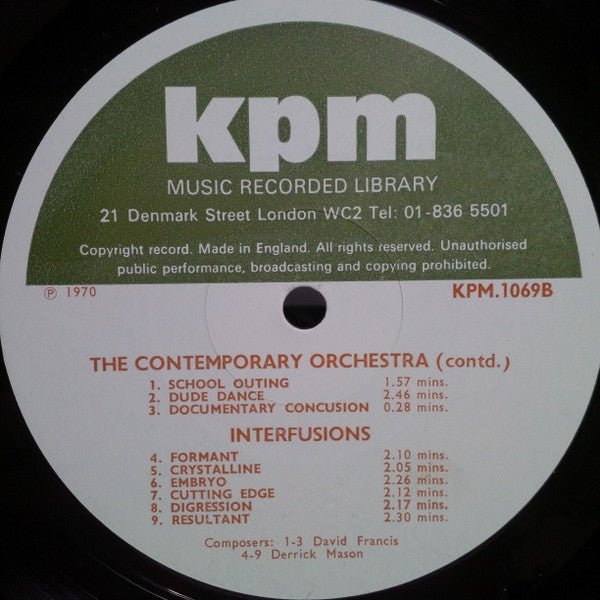 kpm
MUSIC RECORDED LIBRARY
21 Denmark Street London WC2 Tel: 01-836 5501
Copyright record. Made in England. All rights reserved. Unauthorised
public performance, broadcasting and copying prohibited.
℗ 1970 KPM.1069B
THE CONTEMPORARY ORCHESTRA (contd.)
1. SCHOOL OUTING 1.57 mins.
2. DUDE DANCE 2.46 mins.
3. DOCUMENTARY CONCUSION 0.28 mins.
INTERFUSIONS
4. FORMANT 2.10 mins.
5. CRYSTALLINE 2.05 mins.
6. EMBRYO 2.26 mins.
7. CUTTING EDGE 2.12 mins.
8. DIGRESSION 2.17 mins.
9. RESULTANT 2.30 mins.
Composers: 1-3 David Francis
4-9 Derrick Mason